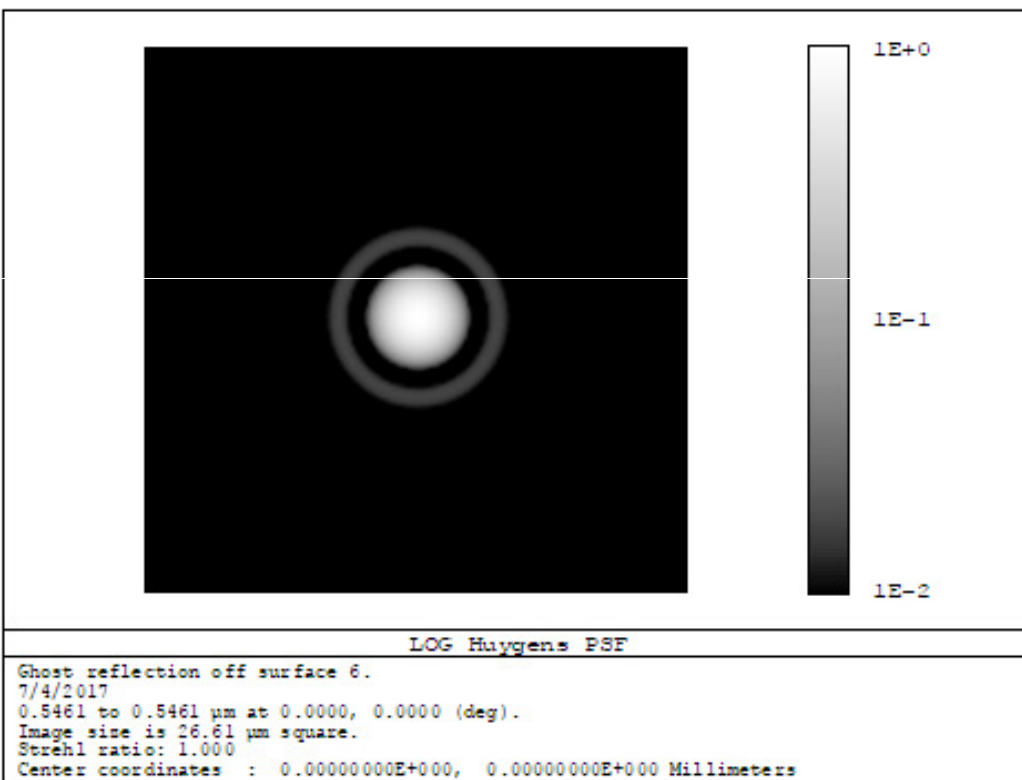 1E+0
1E-1
1E-2
LOG Huygens PSF
Ghost reflection off surface 6.
7/4/2017
0.5461 to 0.5461 µm at 0.0000, 0.0000 (deg).
Image size is 26.61 µm square.
Strehl ratio: 1.000
Center coordinates  :  0.00000000E+000,  0.00000000E+000 Millimeters